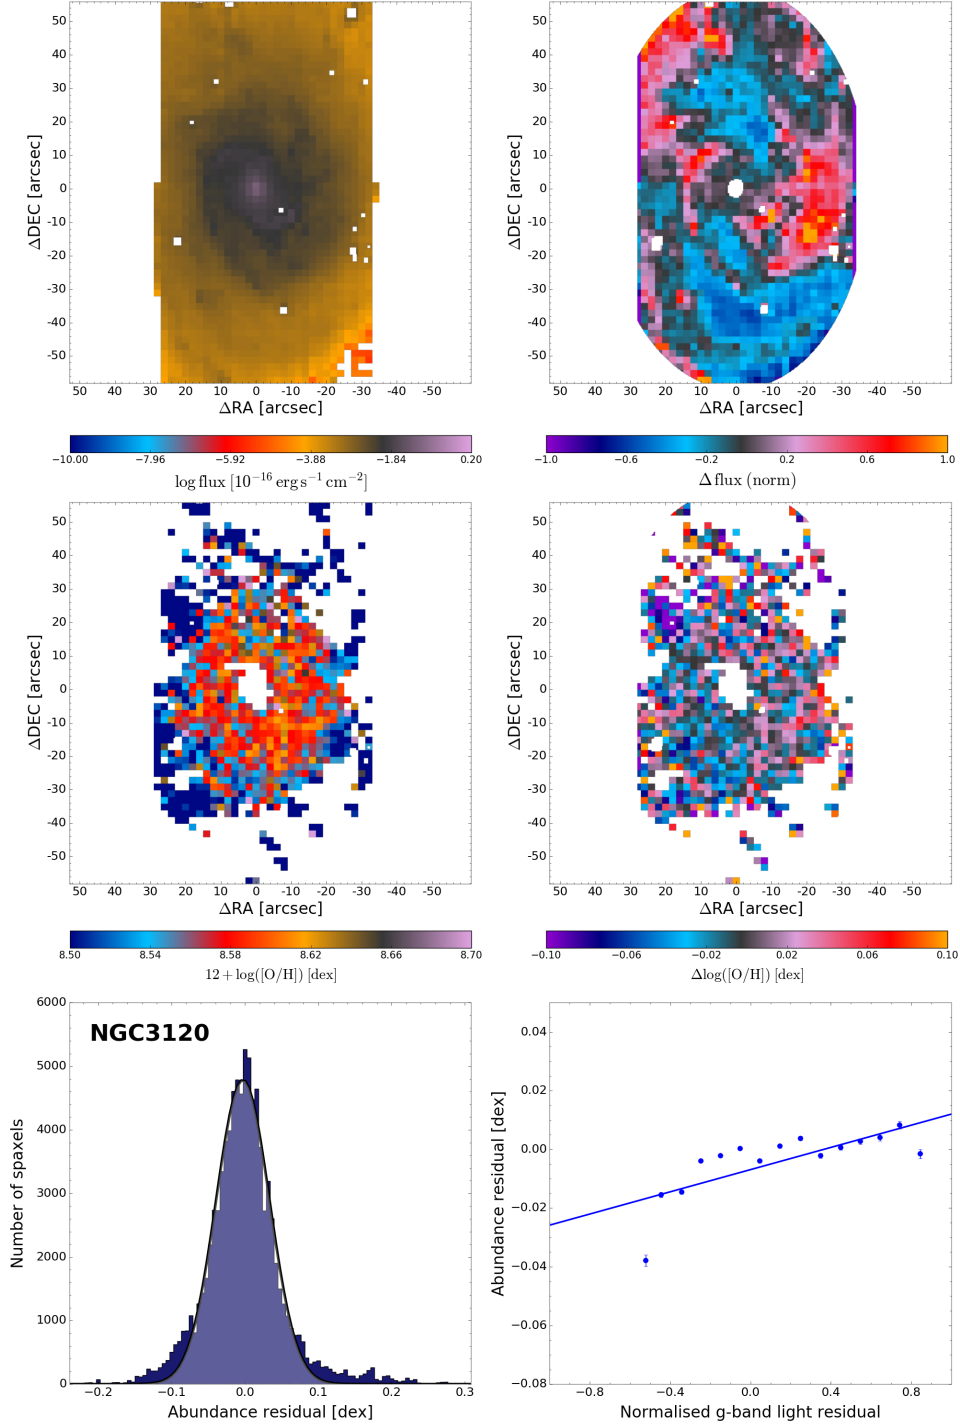 50
40
30
20
10
0
-10
-20
-30
-40
-50
ΔDEC [arcsec]
50 40 30 20 10 0 -10 -20 -30 -40 -50
ΔRA [arcsec]
50
40
30
20
10
0
-10
-20
-30
-40
-50
ΔDEC [arcsec]
50 40 30 20 10 0 -10 -20 -30 -40 -50
ΔRA [arcsec]
−10.00 −7.96 −5.92 −3.88 −1.84 0.20
log flux [10⁻¹⁶ erg s⁻¹ cm⁻²]
−1.0 −0.6 −0.2 0.2 0.6 1.0
Δ flux (norm)
50
40
30
20
10
0
-10
-20
-30
-40
-50
ΔDEC [arcsec]
50 40 30 20 10 0 -10 -20 -30 -40 -50
ΔRA [arcsec]
50
40
30
20
10
0
-10
-20
-30
-40
-50
ΔDEC [arcsec]
50 40 30 20 10 0 -10 -20 -30 -40 -50
ΔRA [arcsec]
8.50 8.54 8.58 8.62 8.66 8.70
12 + log([O/H]) [dex]
−0.10 −0.06 −0.02 0.02 0.06 0.10
Δlog([O/H]) [dex]
NGC3120
6000
5000
4000
3000
2000
1000
0
Number of spaxels
−0.2 −0.1 0.0 0.1 0.2 0.3
Abundance residual [dex]
0.04
0.02
0.00
−0.02
−0.04
−0.06
−0.08
Abundance residual [dex]
−0.8 −0.4 0.0 0.4 0.8
Normalised g-band light residual